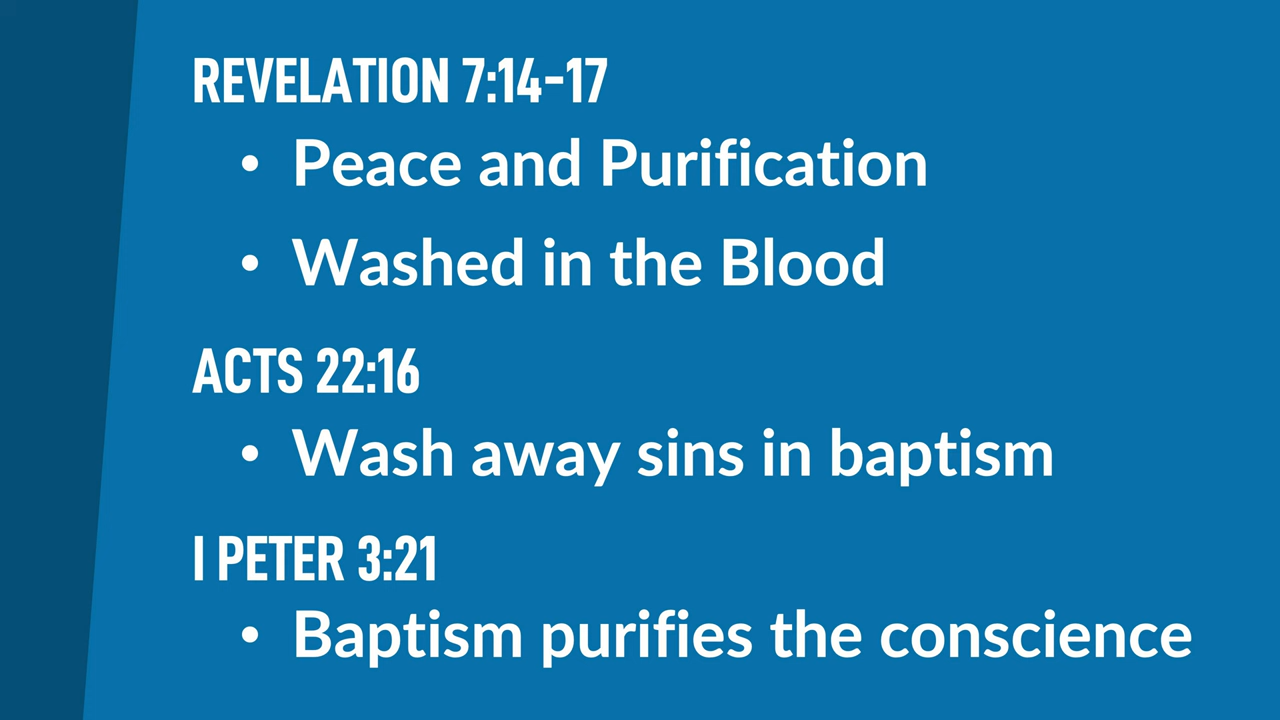 REVELATION 7:14-17
• Peace and Purification
• Washed in the Blood
ACTS 22:16
• Wash away sins in baptism
I PETER 3:21
• Baptism purifies the conscience